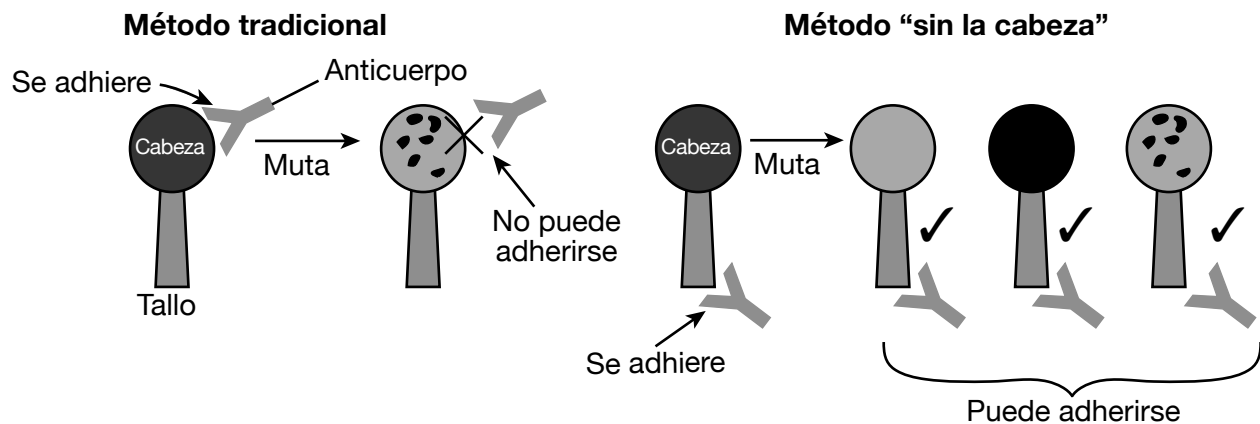 Método tradicional
Se adhiere
Anticuerpo
Cabeza
Muta
No puede
adherirse
Tallo
Método “sin la cabeza”
Cabeza
Muta
Se adhiere
Puede adherirse